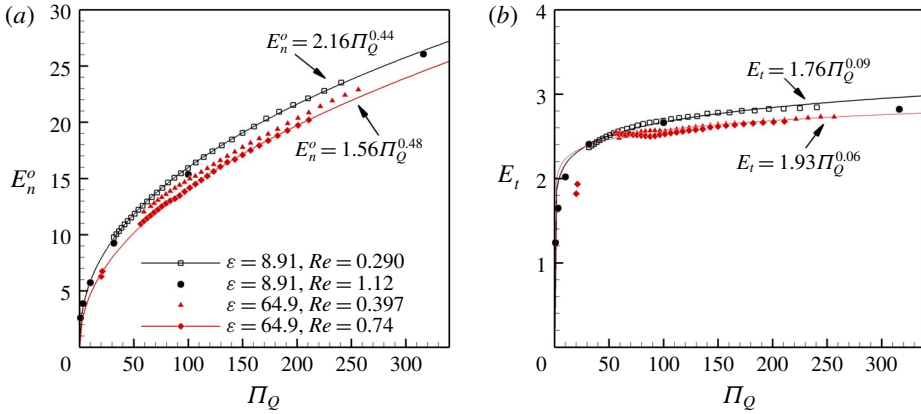 (a)
30
25
20
15
10
5
0
50
100
150
200
250
300
E_n^o
Π_Q
E_n^o = 2.16Π_Q^0.44
E_n^o = 1.56Π_Q^0.48
ε = 8.91, Re = 0.290
ε = 8.91, Re = 1.12
ε = 64.9, Re = 0.397
ε = 64.9, Re = 0.74
(b)
4
3
2
1
0
50
100
150
200
250
300
E_t
Π_Q
E_t = 1.76Π_Q^0.09
E_t = 1.93Π_Q^0.06